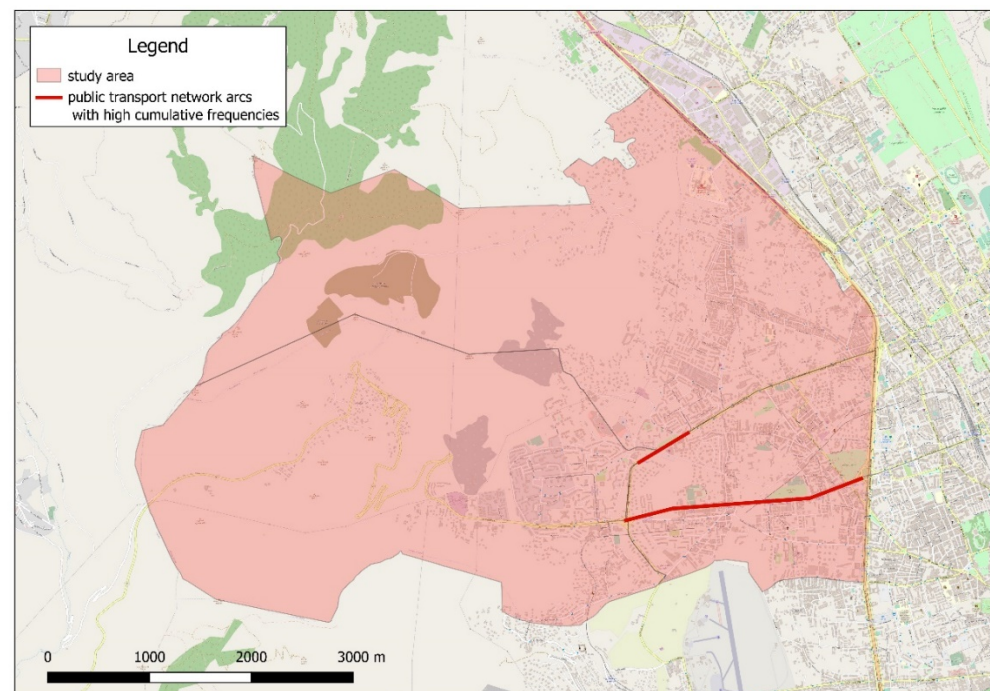 Legend
study area
public transport network arcs
with high cumulative frequencies
0 1000 2000 3000 m